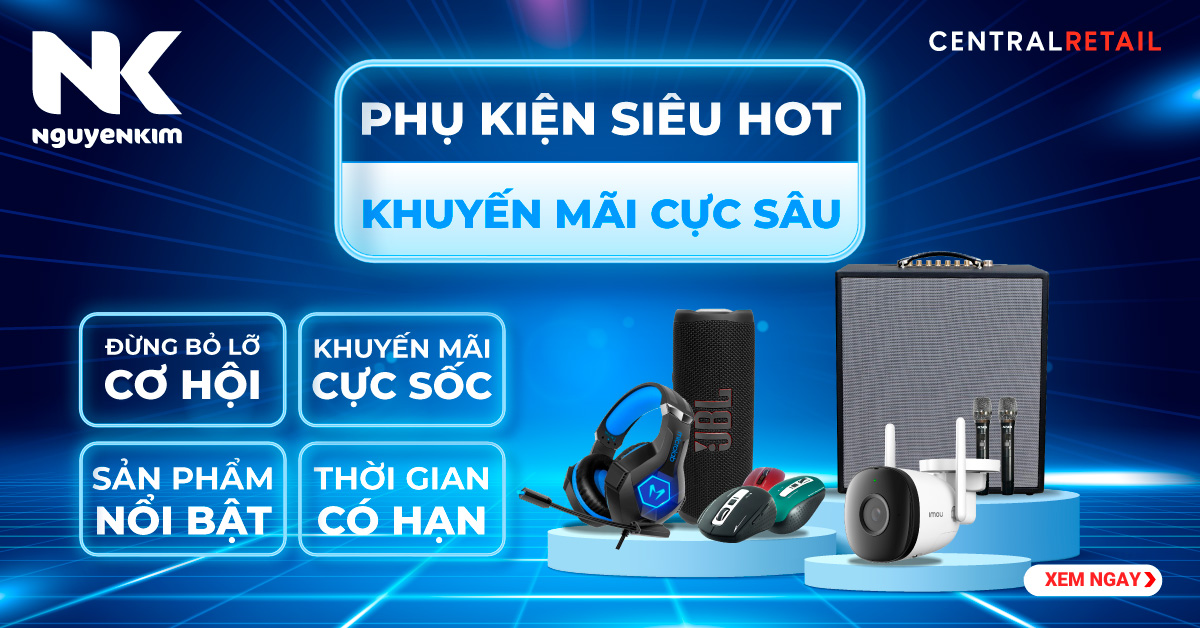 NK
NGUYENKIM
CENTRALRETAIL
PHỤ KIỆN SIÊU HOT
KHUYẾN MÃI CỰC SÂU
ĐỪNG BỎ LỠ
CƠ HỘI
KHUYẾN MÃI
CỰC SỐC
SẢN PHẨM
NỔI BẬT
THỜI GIAN
CÓ HẠN
JBL
imou
XEM NGAY